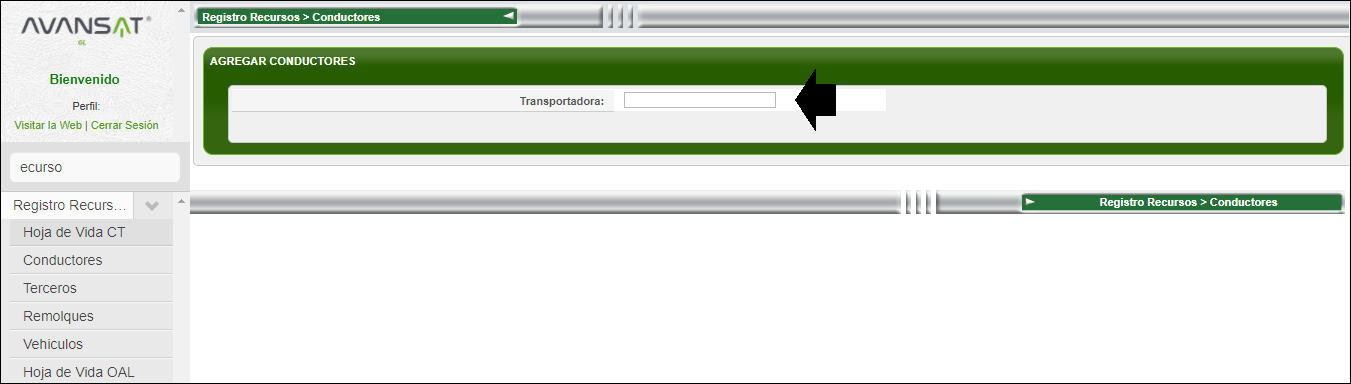 AVANSAT®
GL
Bienvenido
Perfil:
Visitar la Web | Cerrar Sesión
ecurso
Registro Recurs...
Hoja de Vida CT
Conductores
Terceros
Remolques
Vehiculos
Hoja de Vida OAL
Registro Recursos > Conductores
AGREGAR CONDUCTORES
Transportadora:
Registro Recursos > Conductores